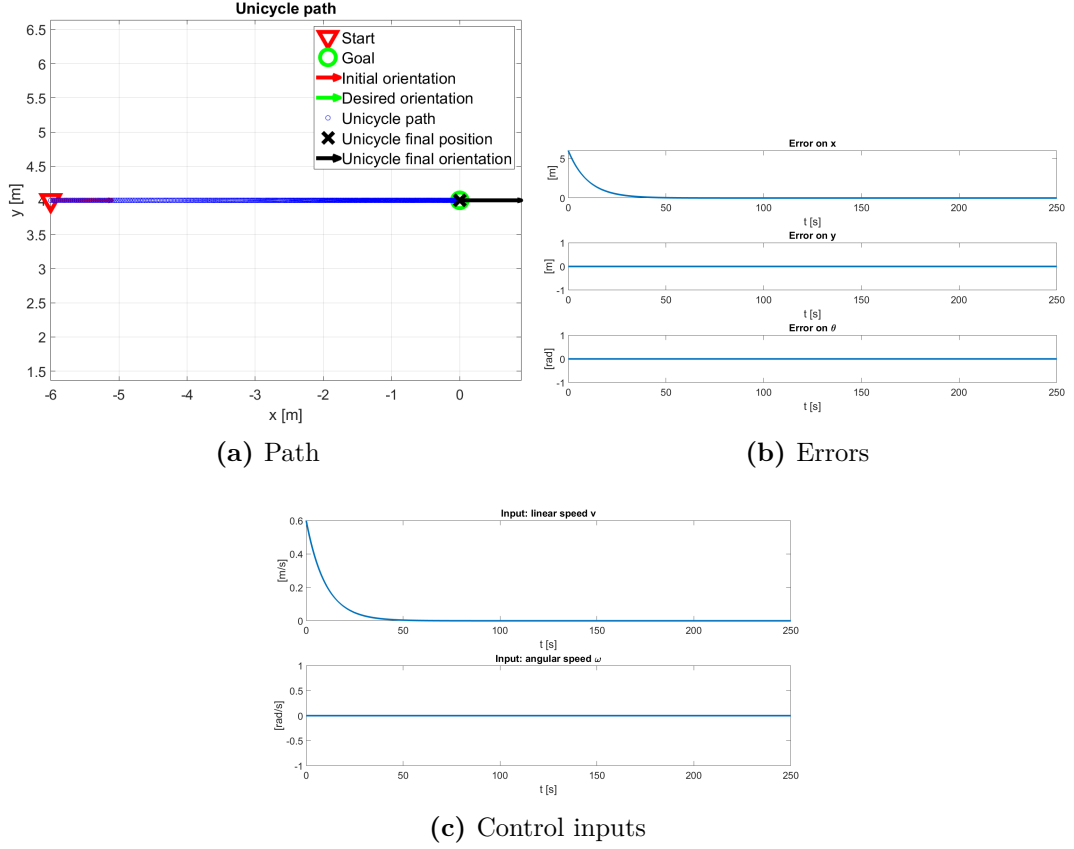 Unicycle path
6.5
6
5.5
5
4.5
4
3.5
3
2.5
2
1.5
y [m]
-6 -5 -4 -3 -2 -1 0
x [m]
Start
Goal
Initial orientation
Desired orientation
Unicycle path
Unicycle final position
Unicycle final orientation
(a) Path
Error on x
5
0
[m]
0 50 100 150 200 250
t [s]
Error on y
1
0
-1
[m]
0 50 100 150 200 250
t [s]
Error on θ
1
0
-1
[rad]
0 50 100 150 200 250
t [s]
(b) Errors
Input: linear speed v
0.6
0.4
0.2
0
[m/s]
0 50 100 150 200 250
t [s]
Input: angular speed ω
1
0.5
0
-0.5
-1
[rad/s]
0 50 100 150 200 250
t [s]
(c) Control inputs